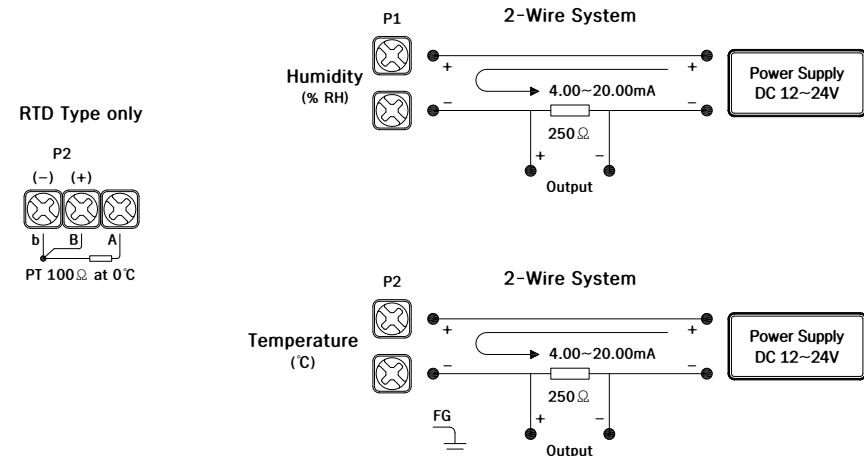 RTD Type only
P2
(-) (+)
b B A
PT 100Ω at 0℃
P1 2-Wire System
Humidity
(% RH)
+ +
4.00~20.00mA
- -
250Ω
+ -
Output
Power Supply
DC 12~24V
P2 2-Wire System
Temperature
(℃)
+ +
4.00~20.00mA
- -
250Ω
FG
+ -
Output
Power Supply
DC 12~24V